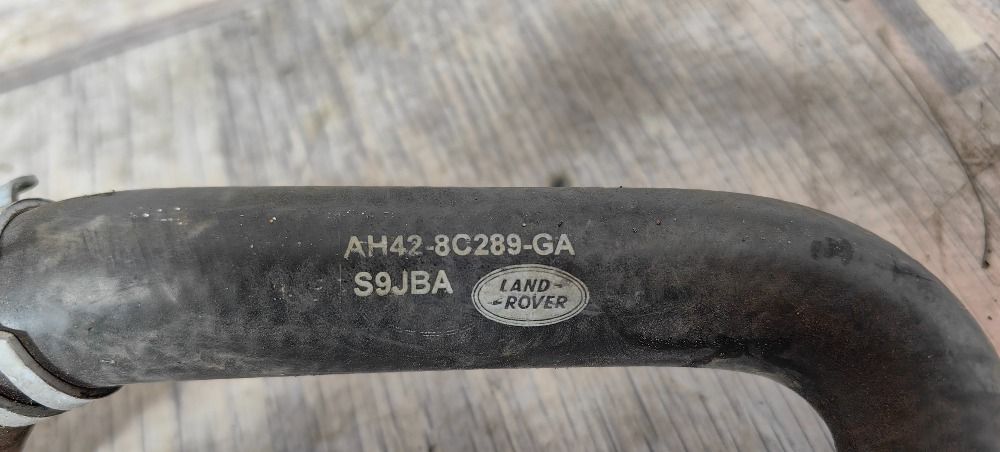 AH42-8C289-GA
S9JBA
LAND-
-ROVER